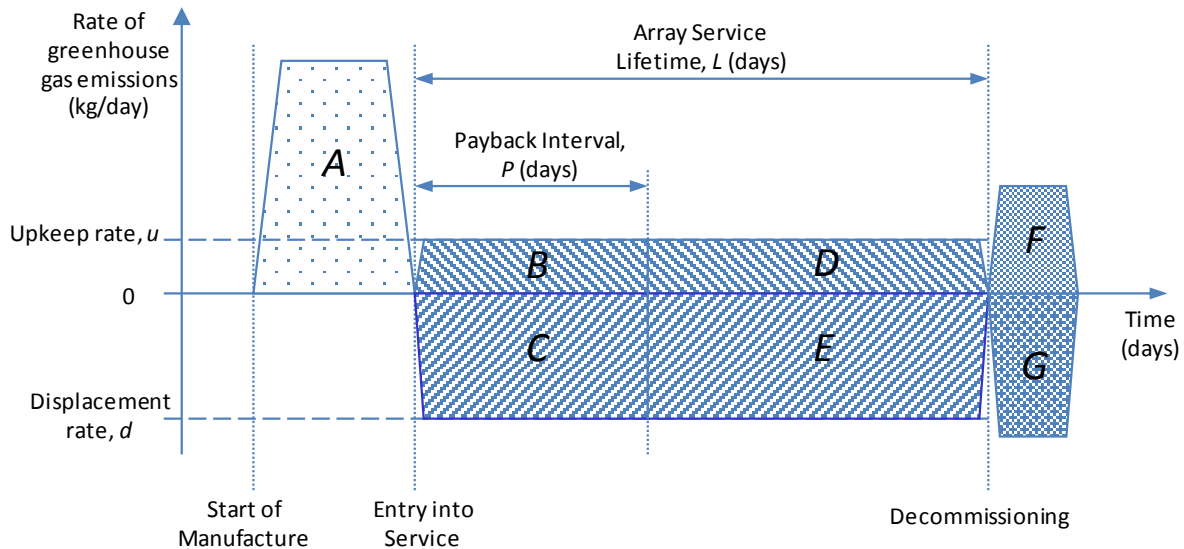 Rate of
greenhouse
gas emissions
(kg/day)
Array Service
Lifetime, L (days)
Payback Interval,
P (days)
A
Upkeep rate, u
B
D
F
0
C
E
G
Time
(days)
Displacement
rate, d
Start of
Manufacture
Entry into
Service
Decommissioning